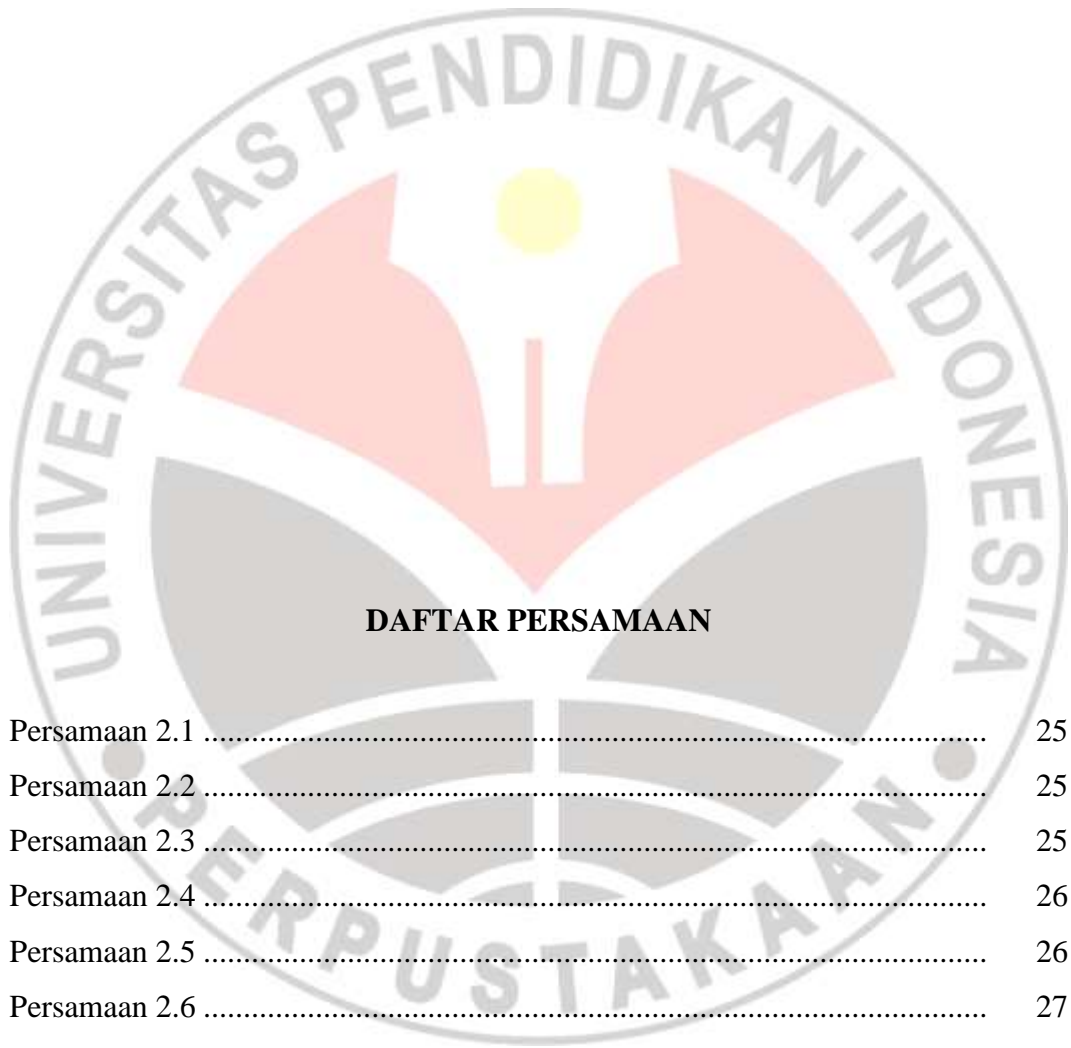 UNIVERSITAS PENDIDIKAN INDONESIA
DAFTAR PERSAMAAN
Persamaan 2.1 .................................................................................................. 25
Persamaan 2.2 .................................................................................................. 25
Persamaan 2.3 .................................................................................................. 25
Persamaan 2.4 .................................................................................................. 26
Persamaan 2.5 .................................................................................................. 26
Persamaan 2.6 .................................................................................................. 27
PERPUSTAKAAN